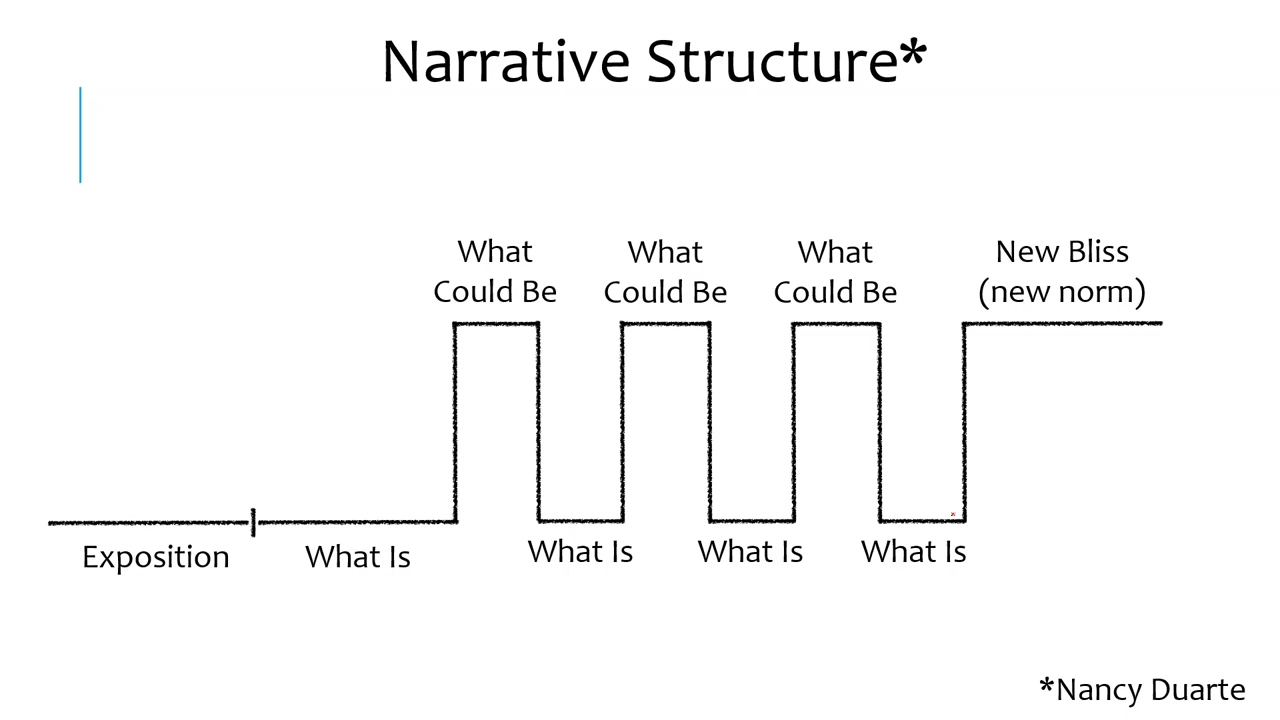 Narrative Structure*
What
Could Be
What
Could Be
What
Could Be
New Bliss
(new norm)
Exposition
What Is
What Is
What Is
What Is
*Nancy Duarte